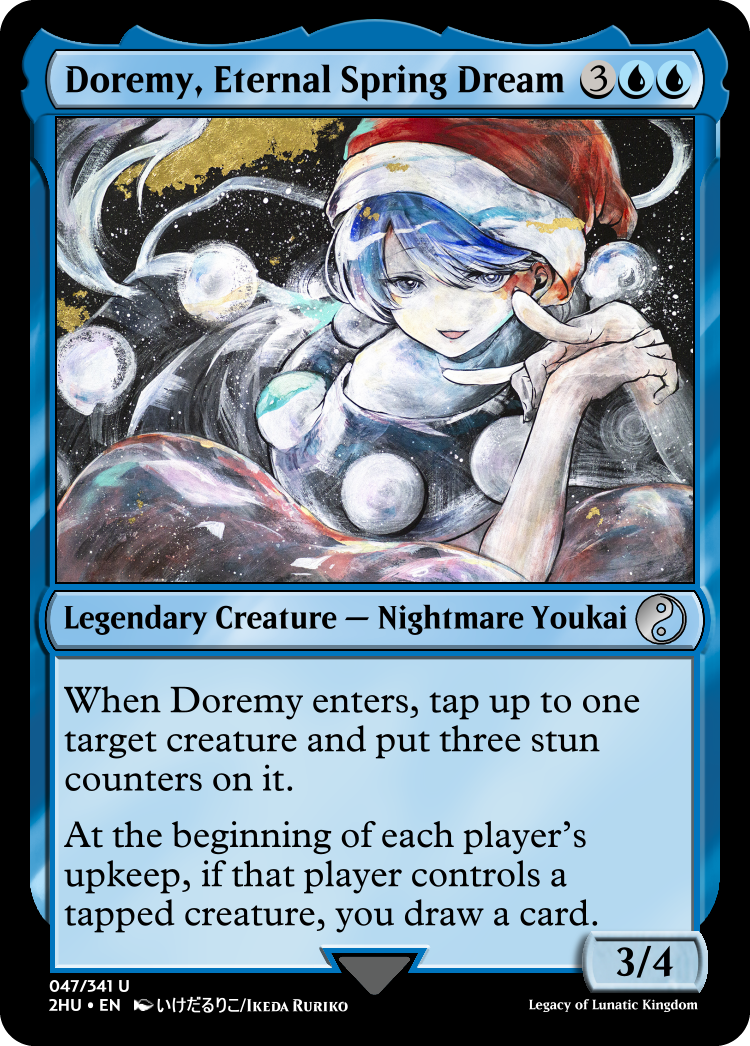 Doremy, Eternal Spring Dream 3
Legendary Creature — Nightmare Youkai
When Doremy enters, tap up to one
target creature and put three stun
counters on it.
At the beginning of each player's
upkeep, if that player controls a
tapped creature, you draw a card.
3/4
047/341 U
2HU • EN いけだるりこ/Ikeda Ruriko
Legacy of Lunatic Kingdom